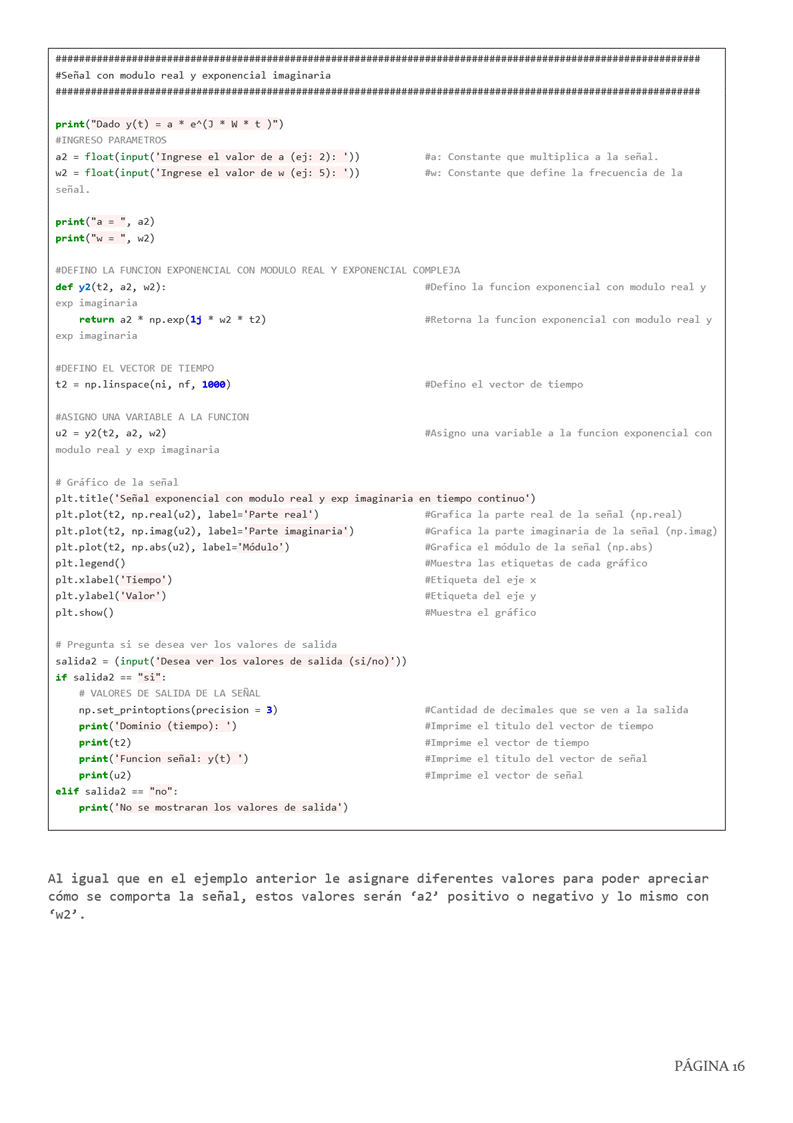 ##############################################################################################################
#Señal con modulo real y exponencial imaginaria
##############################################################################################################
print("Dado y(t) = a * e^(J * W * t )")
#INGRESO PARAMETROS
a2 = float(input('Ingrese el valor de a (ej: 2): ')) #a: Constante que multiplica a la señal.
w2 = float(input('Ingrese el valor de w (ej: 5): ')) #w: Constante que define la frecuencia de la
señal.
print("a = ", a2)
print("w = ", w2)
#DEFINO LA FUNCION EXPONENCIAL CON MODULO REAL Y EXPONENCIAL COMPLEJA
def y2(t2, a2, w2): #Defino la funcion exponencial con modulo real y
exp imaginaria
    return a2 * np.exp(1j * w2 * t2) #Retorna la funcion exponencial con modulo real y
exp imaginaria
#DEFINO EL VECTOR DE TIEMPO
t2 = np.linspace(ni, nf, 1000) #Defino el vector de tiempo
#ASIGNO UNA VARIABLE A LA FUNCION
u2 = y2(t2, a2, w2) #Asigno una variable a la funcion exponencial con
modulo real y exp imaginaria
# Gráfico de la señal
plt.title('Señal exponencial con modulo real y exp imaginaria en tiempo continuo')
plt.plot(t2, np.real(u2), label='Parte real') #Grafica la parte real de la señal (np.real)
plt.plot(t2, np.imag(u2), label='Parte imaginaria') #Grafica la parte imaginaria de la señal (np.imag)
plt.plot(t2, np.abs(u2), label='Módulo') #Grafica el módulo de la señal (np.abs)
plt.legend() #Muestra las etiquetas de cada gráfico
plt.xlabel('Tiempo') #Etiqueta del eje x
plt.ylabel('Valor') #Etiqueta del eje y
plt.show() #Muestra el gráfico
# Pregunta si se desea ver los valores de salida
salida2 = (input('Desea ver los valores de salida (si/no)'))
if salida2 == "si":
    # VALORES DE SALIDA DE LA SEÑAL
    np.set_printoptions(precision = 3) #Cantidad de decimales que se ven a la salida
    print('Dominio (tiempo): ') #Imprime el titulo del vector de tiempo
    print(t2) #Imprime el vector de tiempo
    print('Funcion señal: y(t) ') #Imprime el titulo del vector de señal
    print(u2) #Imprime el vector de señal
elif salida2 == "no":
    print('No se mostraran los valores de salida')
Al igual que en el ejemplo anterior le asignare diferentes valores para poder apreciar
cómo se comporta la señal, estos valores serán ‘a2’ positivo o negativo y lo mismo con
‘w2’.
PÁGINA 16